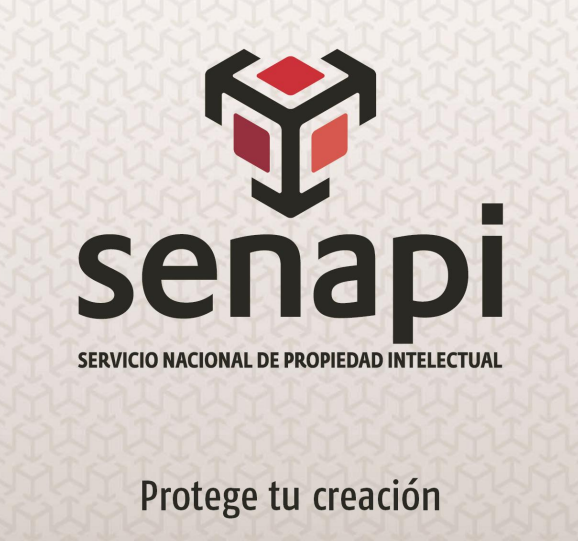 senapi
SERVICIO NACIONAL DE PROPIEDAD INTELECTUAL
Protege tu creación